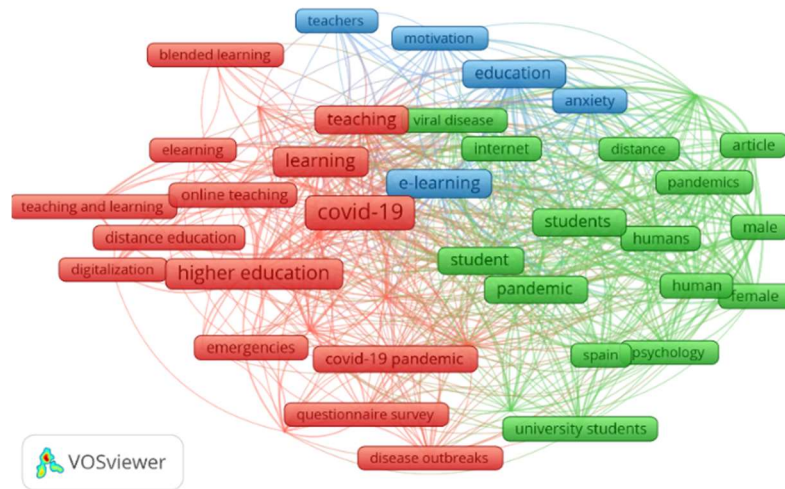 teachers
motivation
blended learning
education
anxiety
teaching
viral disease
elearning
learning
internet
distance
article
e-learning
pandemics
teaching and learning
online teaching
covid-19
students
male
distance education
humans
digitalization
higher education
student
pandemic
human
female
emergencies
covid-19 pandemic
spain
psychology
questionnaire survey
university students
disease outbreaks
VOSviewer